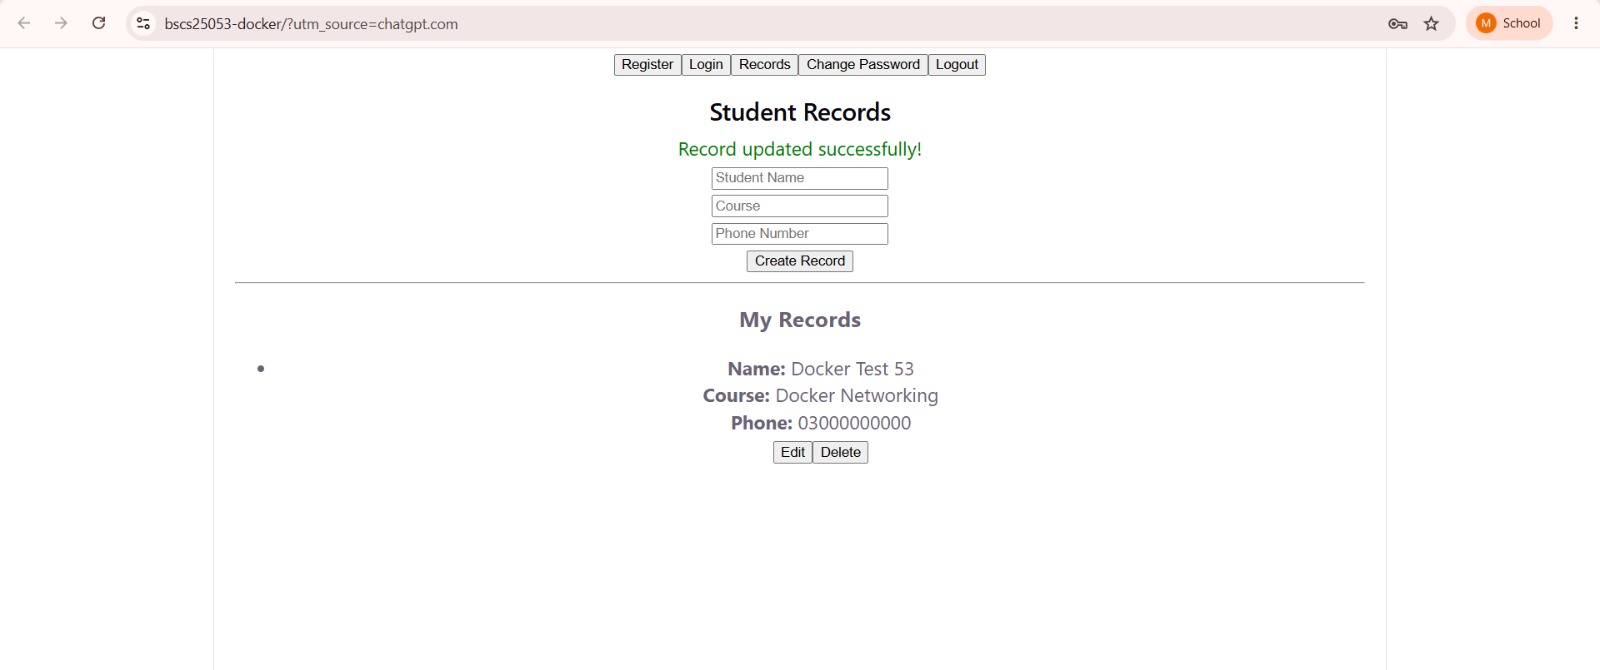 bscs25053-docker/?utm_source=chatgpt.com
M School
Register Login Records Change Password Logout
Student Records
Record updated successfully!
Student Name
Course
Phone Number
Create Record
My Records
Name: Docker Test 53
Course: Docker Networking
Phone: 03000000000
Edit Delete